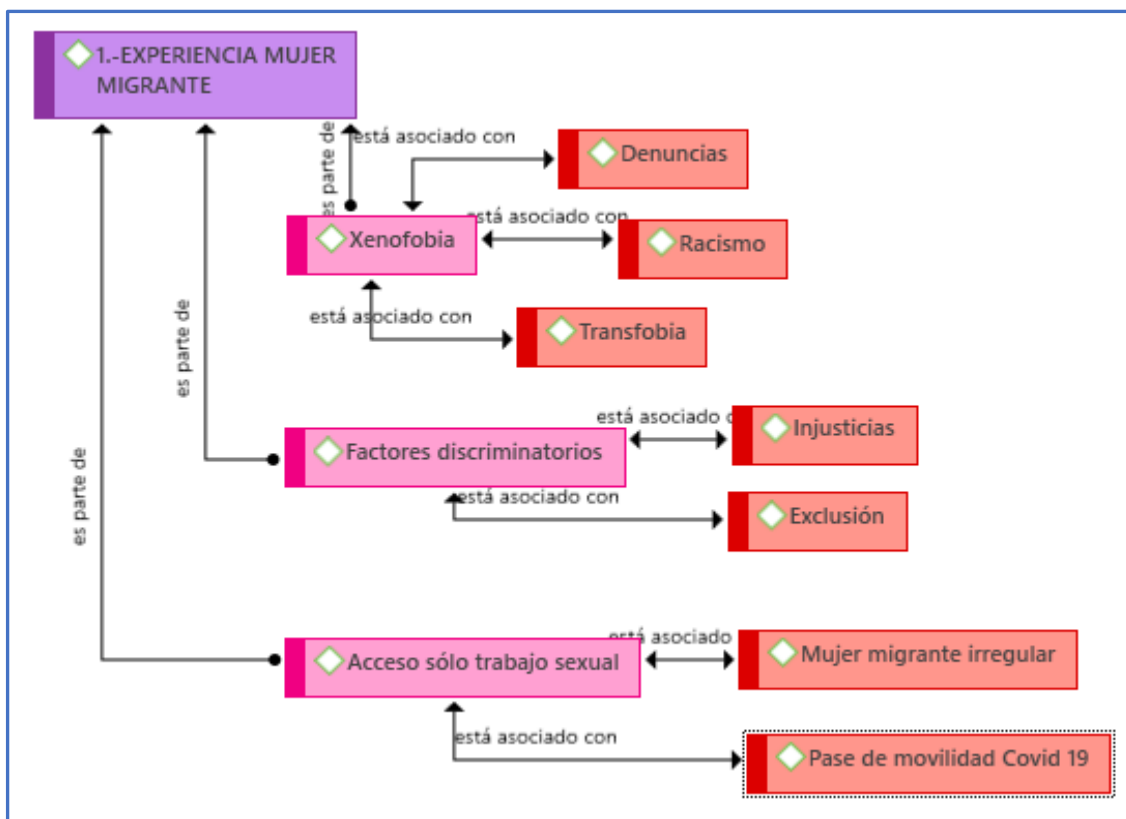 1.-EXPERIENCIA MUJER
MIGRANTE
es parte de
está asociado con
Denuncias
Xenofobia
está asociado con
Racismo
está asociado con
Transfobia
es parte de
Factores discriminatorios
está asociado
Injusticias
está asociado con
Exclusión
es parte de
Acceso sólo trabajo sexual
está asociado
Mujer migrante irregular
está asociado con
Pase de movilidad Covid 19